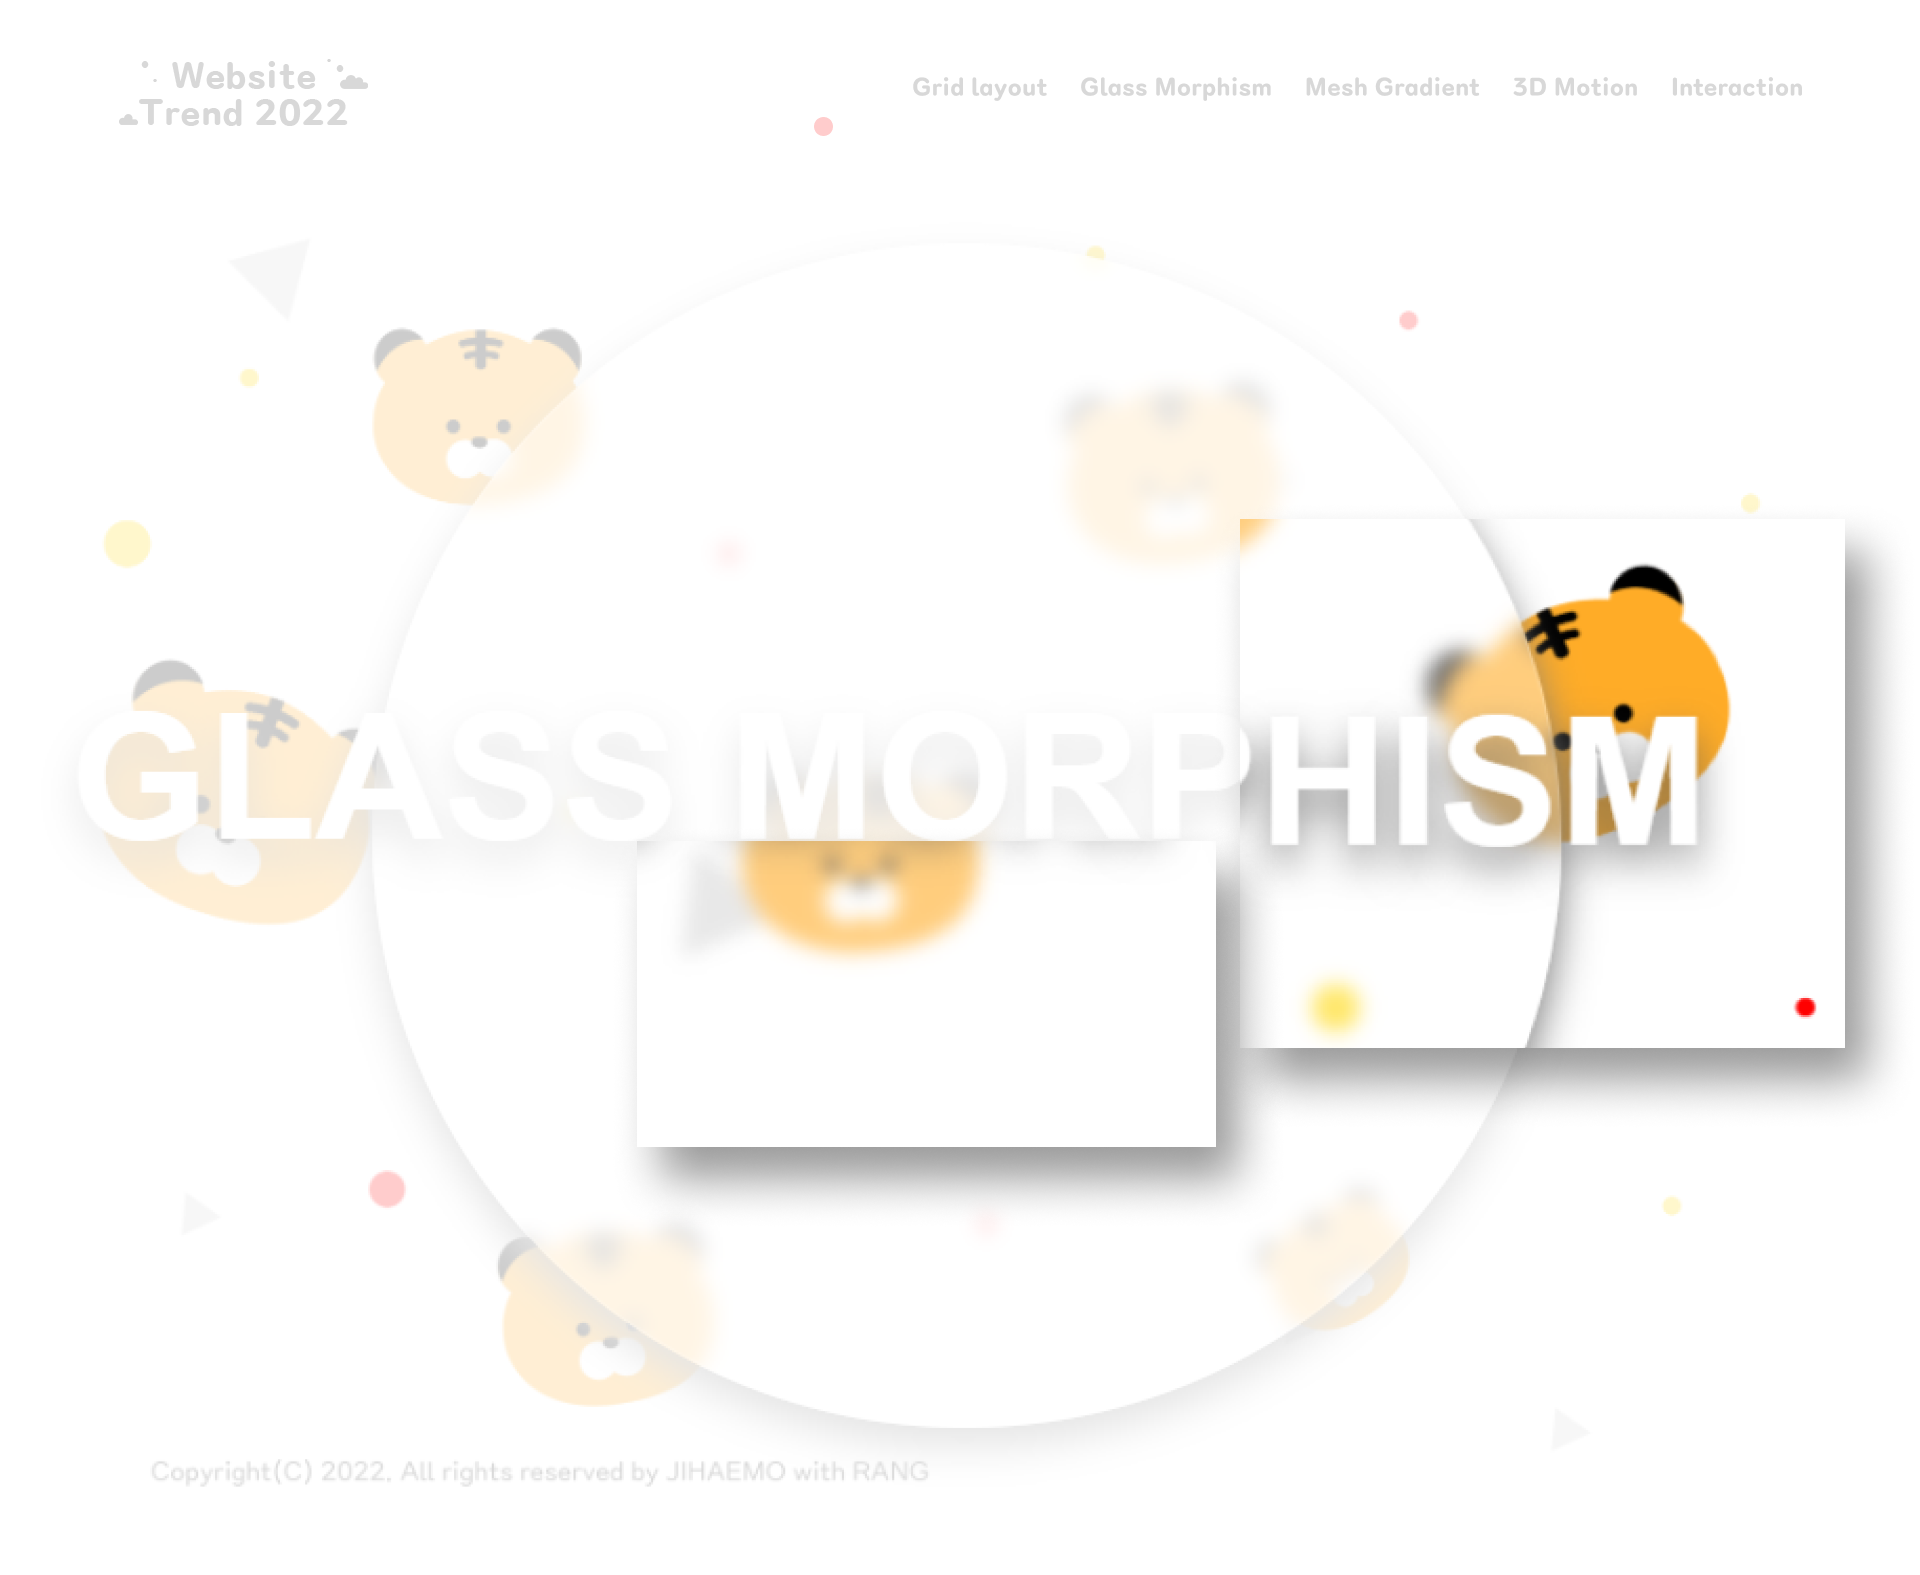 Website
Trend 2022
Grid layout Glass Morphism Mesh Gradient 3D Motion Interaction
GLASS MORPHISM
Copyright(C) 2022. All rights reserved by JIHAEMO with RANG